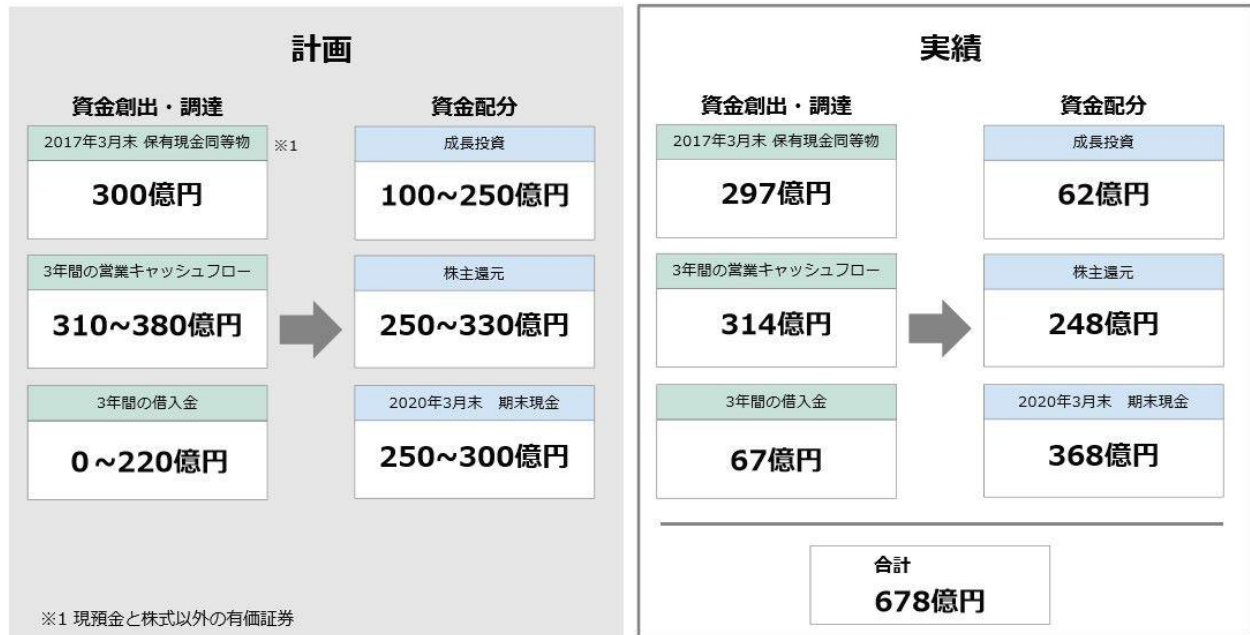 計画
資金創出・調達
2017年3月末 保有現金同等物
※1
300億円
3年間の営業キャッシュフロー
310~380億円
3年間の借入金
0~220億円
資金配分
成長投資
100~250億円
株主還元
250~330億円
2020年3月末 期末現金
250~300億円
※1 現預金と株式以外の有価証券
実績
資金創出・調達
2017年3月末 保有現金同等物
297億円
3年間の営業キャッシュフロー
314億円
3年間の借入金
67億円
資金配分
成長投資
62億円
株主還元
248億円
2020年3月末 期末現金
368億円
合計
678億円